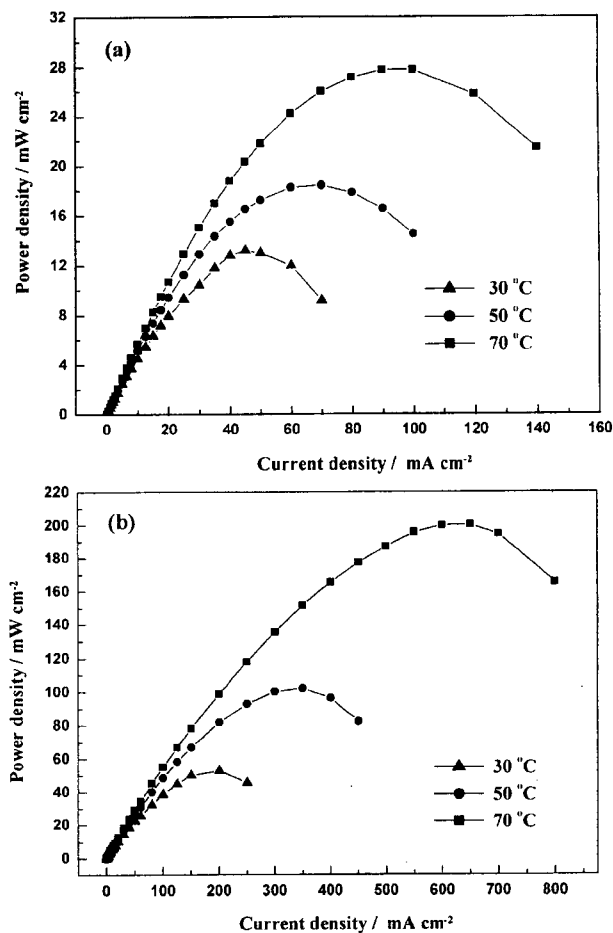 (a)
Power density / mW cm-2
32
28
24
20
16
12
8
4
0
30 °C
50 °C
70 °C
0 20 40 60 80 100 120 140 160
Current density / mA cm-2
(b)
Power density / mW cm-2
220
200
180
160
140
120
100
80
60
40
20
0
30 °C
50 °C
70 °C
0 100 200 300 400 500 600 700 800
Current density / mA cm-2